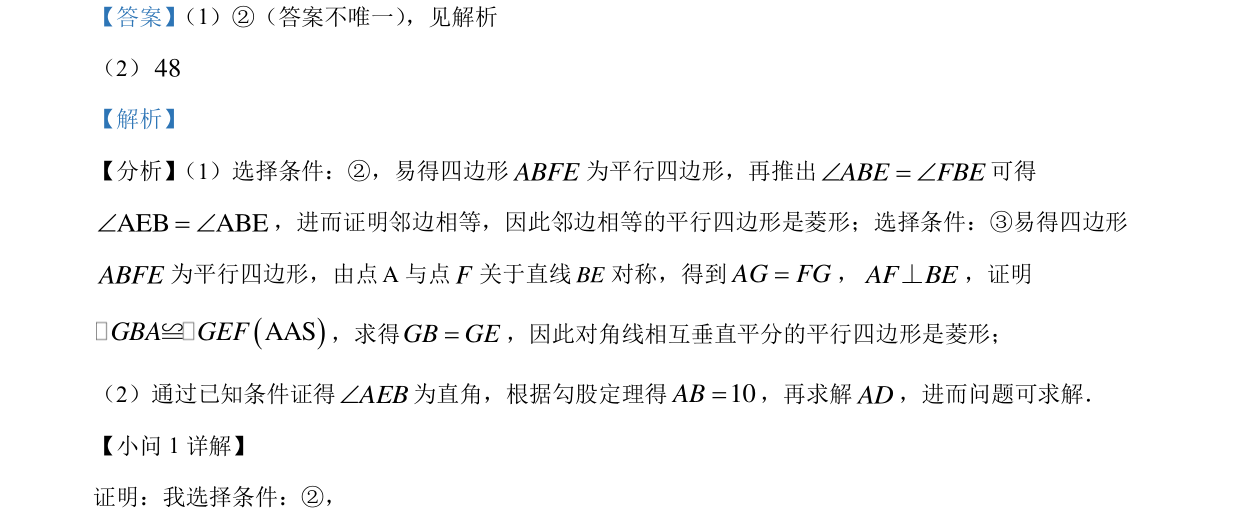 【答案】（1）②（答案不唯一），见解析
（2）48
【解析】
【分析】（1）选择条件：②，易得四边形ABFE为平行四边形，再推出∠ABE=∠FBE可得
∠AEB=∠ABE，进而证明邻边相等，因此邻边相等的平行四边形是菱形；选择条件：③易得四边形
ABFE为平行四边形，由点A与点F关于直线BE对称，得到AG=FG，AF⊥BE，证明
□GBA≌□GEF(AAS)，求得GB=GE，因此对角线相互垂直平分的平行四边形是菱形；
（2）通过已知条件证得∠AEB为直角，根据勾股定理得AB=10，再求解AD，进而问题可求解．
【小问1详解】
证明：我选择条件：②，